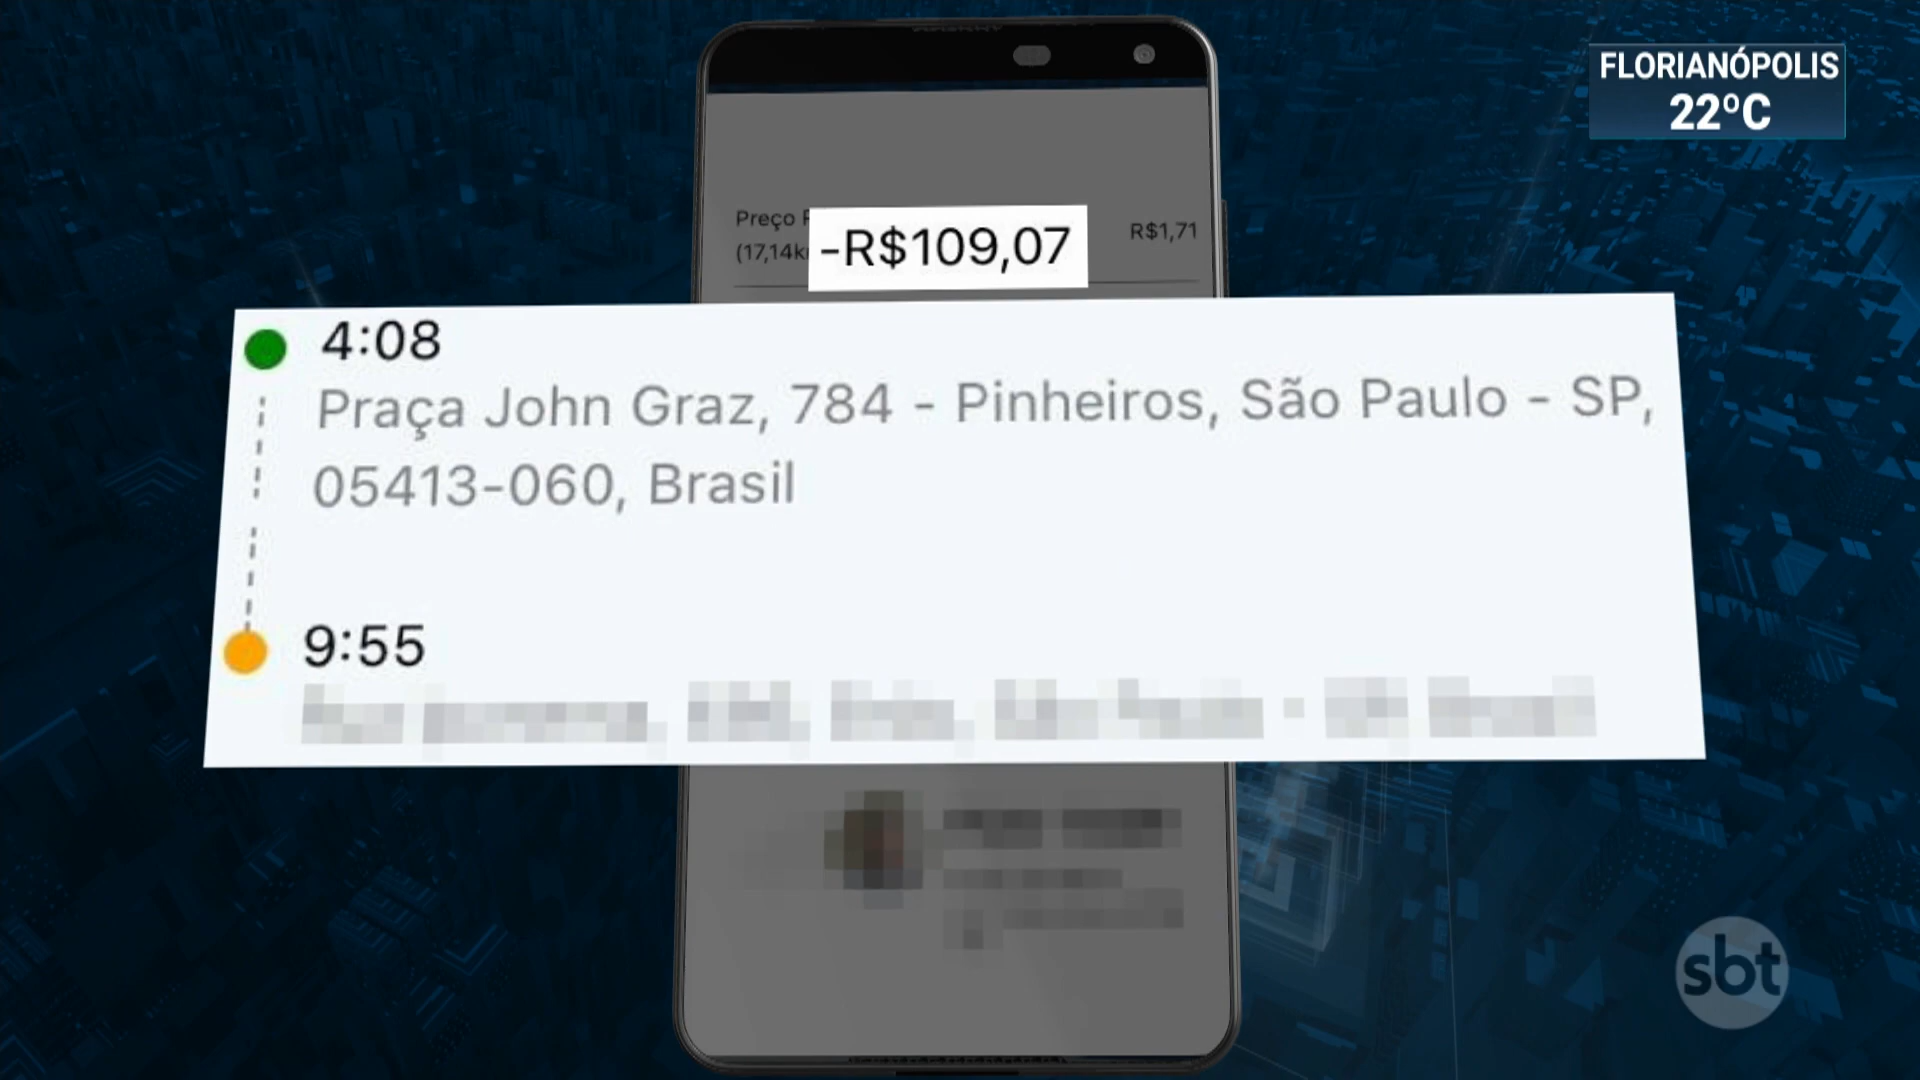 FLORIANÓPOLIS
22ºC
Preço
R$1,71
(17,14k
-R$109,07
4:08
Praça John Graz, 784 - Pinheiros, São Paulo - SP,
05413-060, Brasil
9:55
sbt